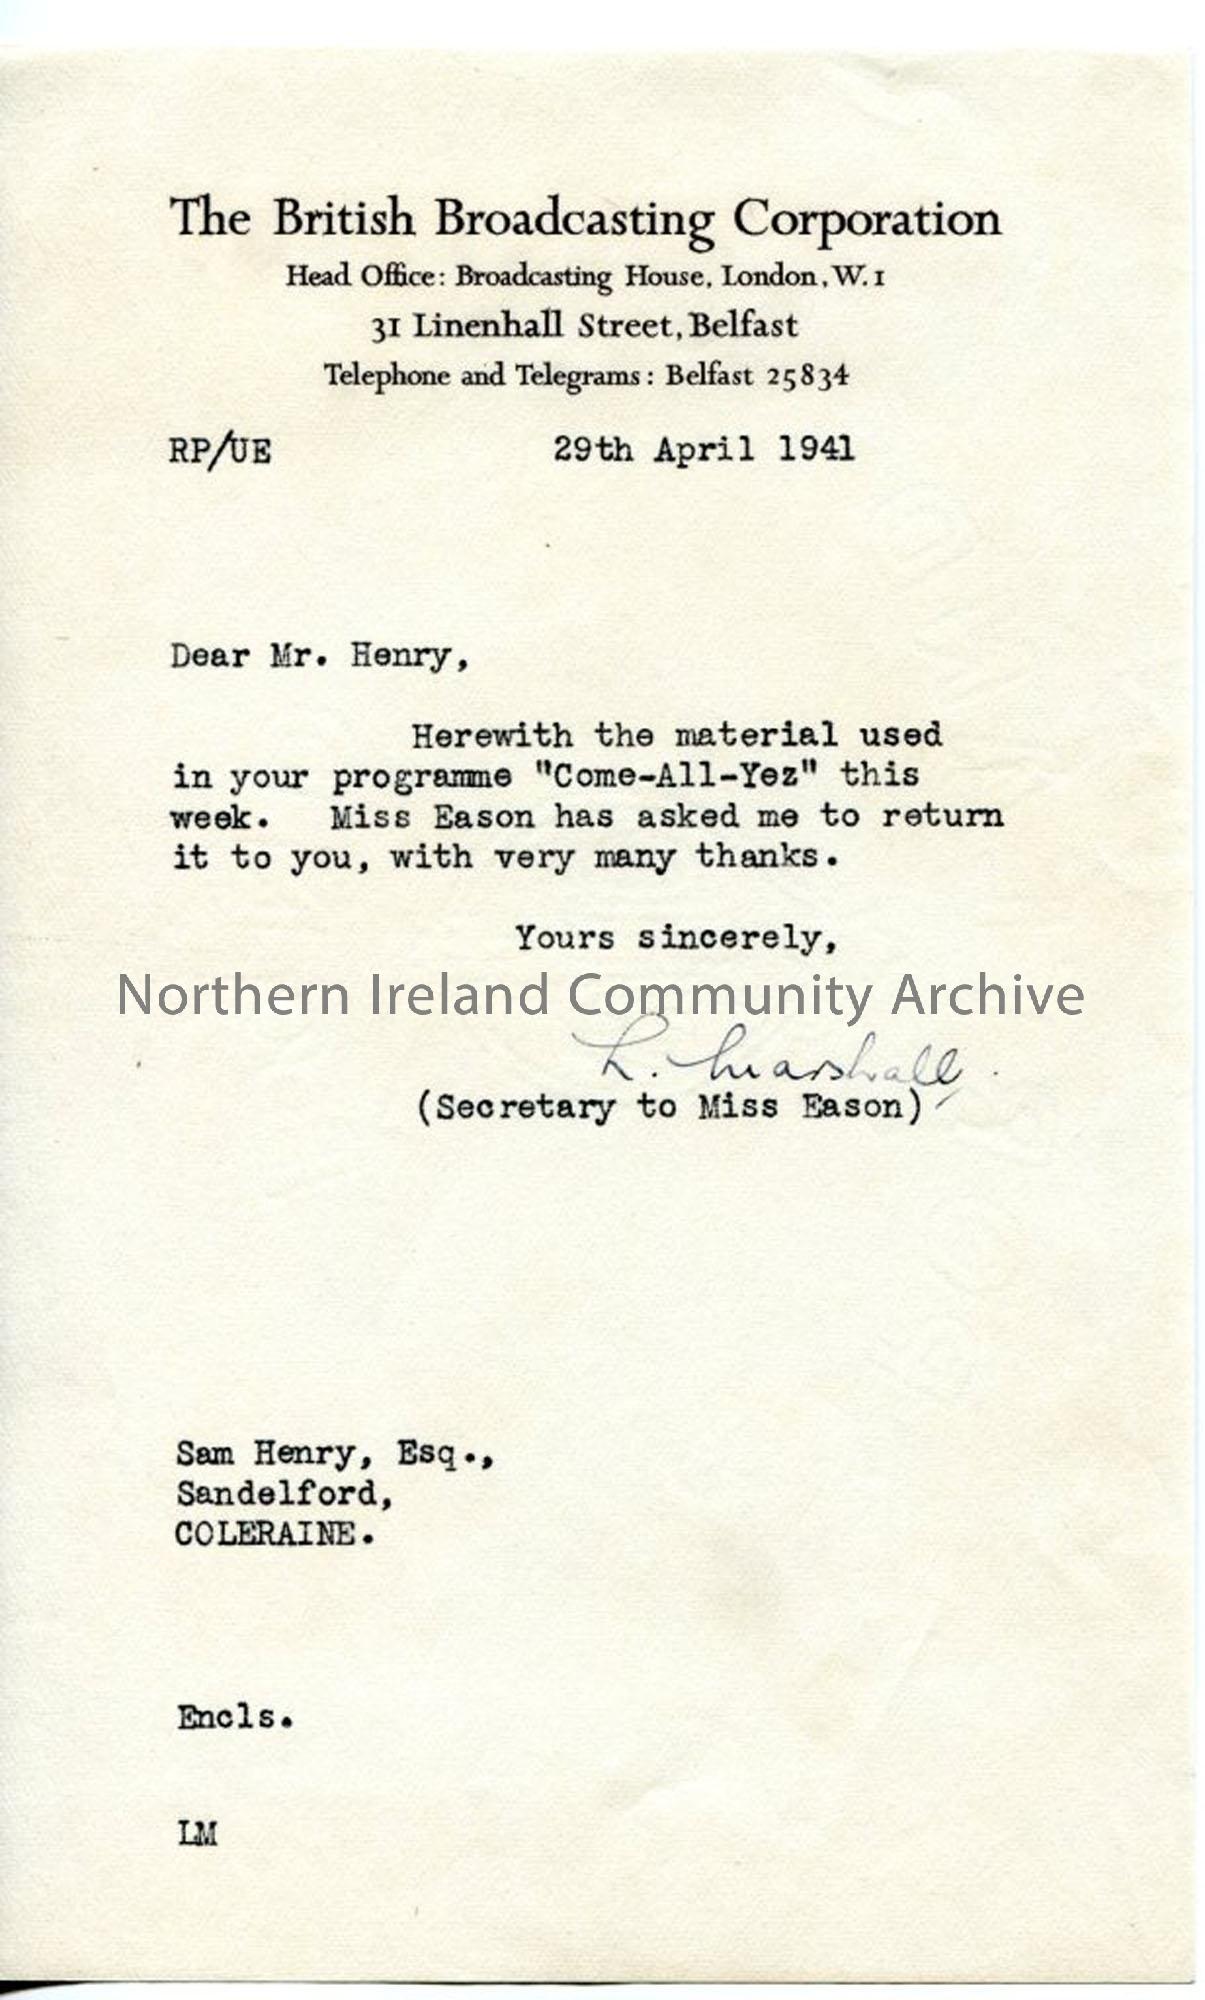 The British Broadcasting Corporation
Head Office: Broadcasting House, London, W.1
31 Linenhall Street, Belfast
Telephone and Telegrams: Belfast 25834
RP/UE 29th April 1941
Dear Mr. Henry,
Herewith the material used
in your programme "Come-All-Yez" this
week. Miss Eason has asked me to return
it to you, with very many thanks.
Yours sincerely,
Northern Ireland Community Archive
L. Marshall.
(Secretary to Miss Eason)
Sam Henry, Esq.,
Sandelford,
COLERAINE.
Encls.
LM